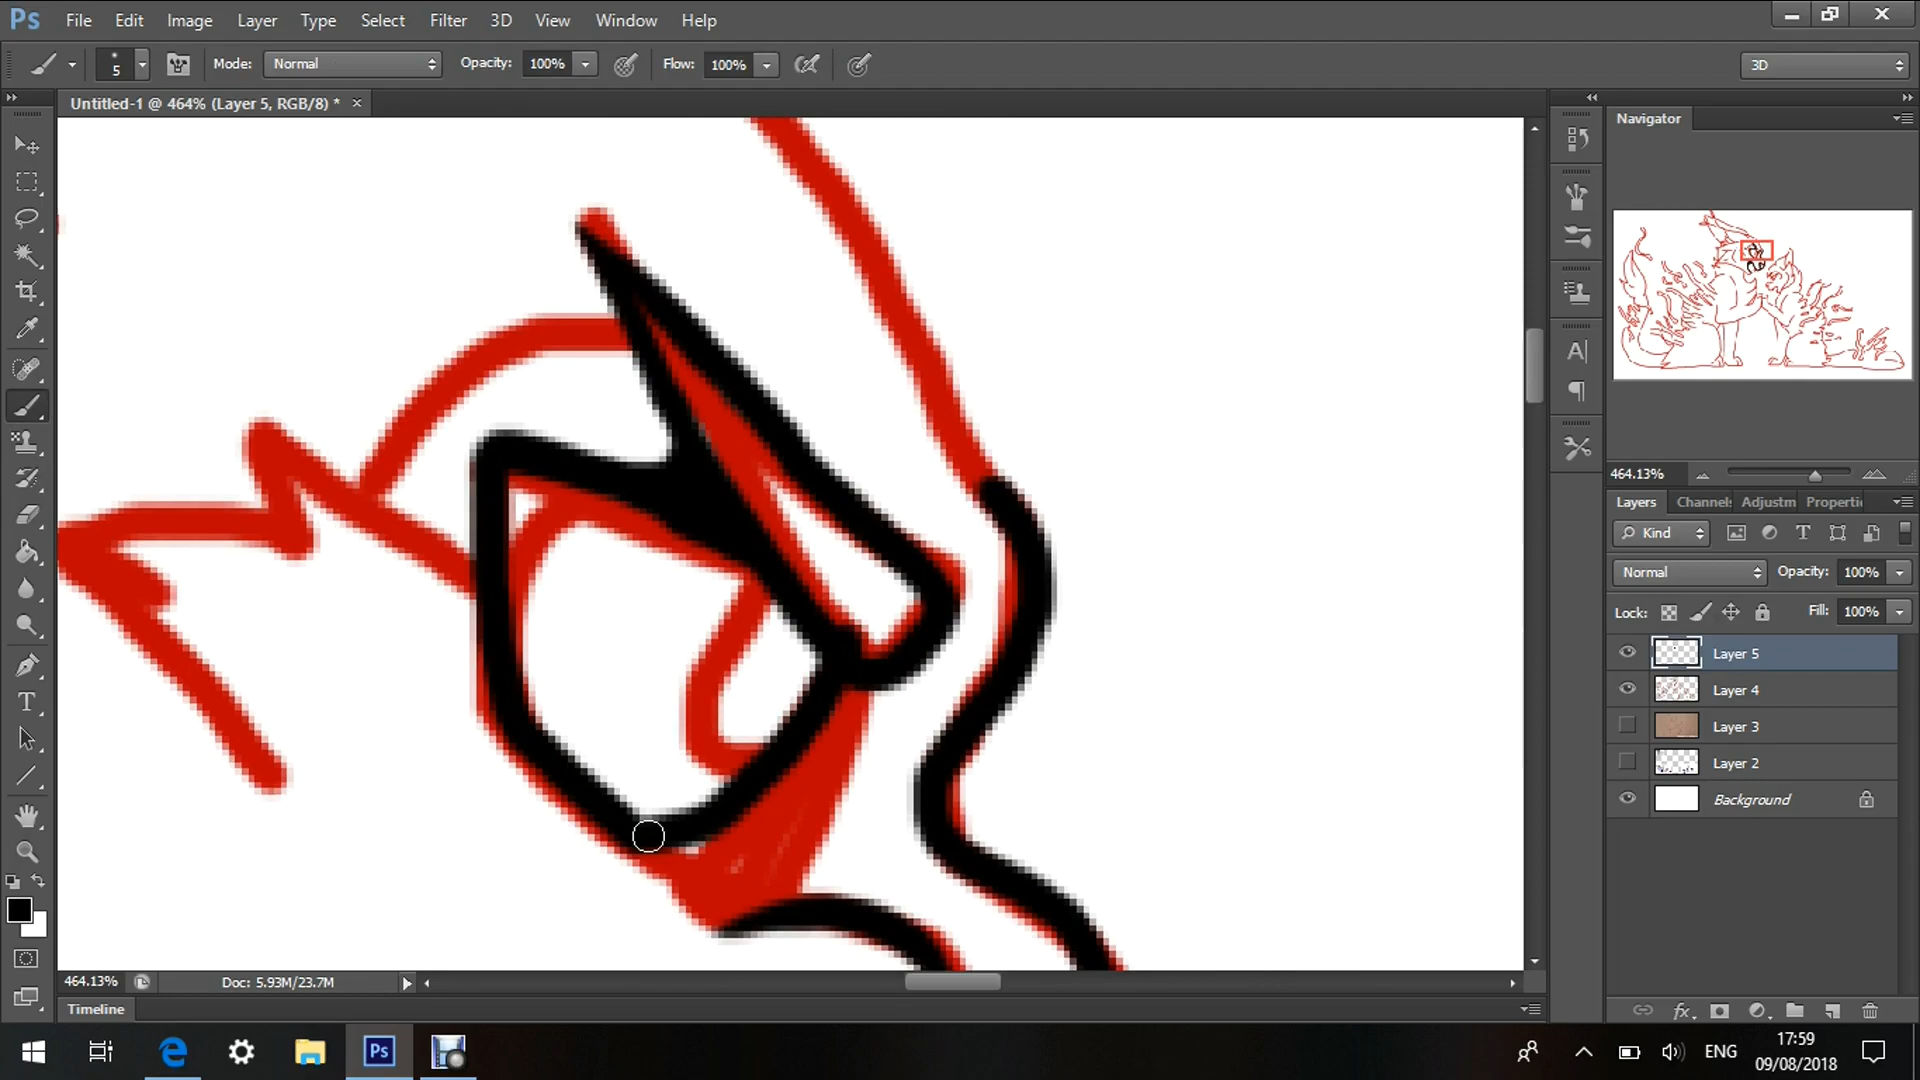 Ps File Edit Image Layer Type Select Filter 3D View Window Help
5 Mode: Normal Opacity: 100% Flow: 100% 3D
Untitled-1 @ 464% (Layer 5, RGB/8) *
Navigator
464.13%
Layers Channel Adjustm Properti
Kind
Normal Opacity: 100%
Lock: Fill: 100%
Layer 5
Layer 4
Layer 3
Layer 2
Background
464.13% Doc: 5.93M/23.7M
Timeline
Ps ENG 17:59
09/08/2018